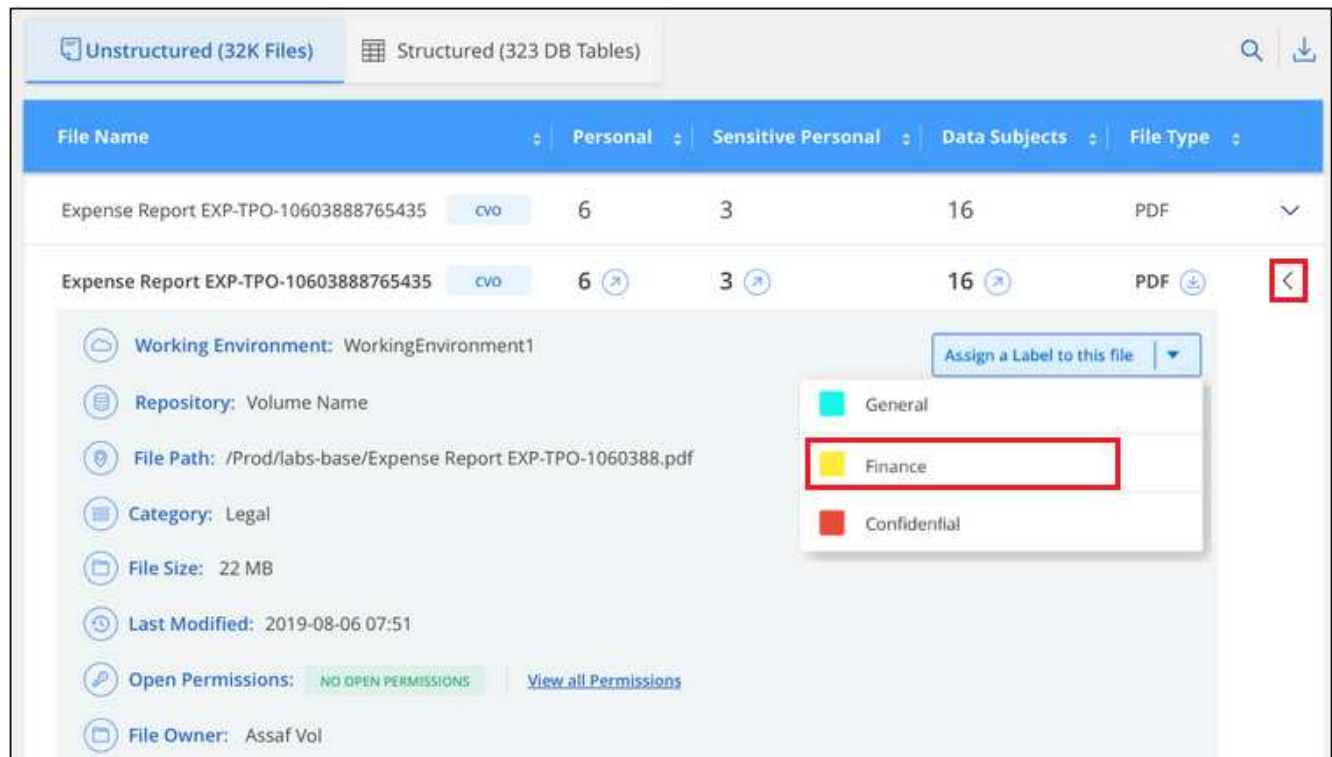 Unstructured (32K Files) Structured (323 DB Tables)
File Name Personal Sensitive Personal Data Subjects File Type
Expense Report EXP-TPO-10603888765435 CVO 6 3 16 PDF
Expense Report EXP-TPO-10603888765435 CVO 6 3 16 PDF
Working Environment: WorkingEnvironment1 Assign a Label to this file
Repository: Volume Name General
File Path: /Prod/labs-base/Expense Report EXP-TPO-1060388.pdf Finance
Category: Legal Confidential
File Size: 22 MB
Last Modified: 2019-08-06 07:51
Open Permissions: NO OPEN PERMISSIONS View all Permissions
File Owner: Assaf Vol